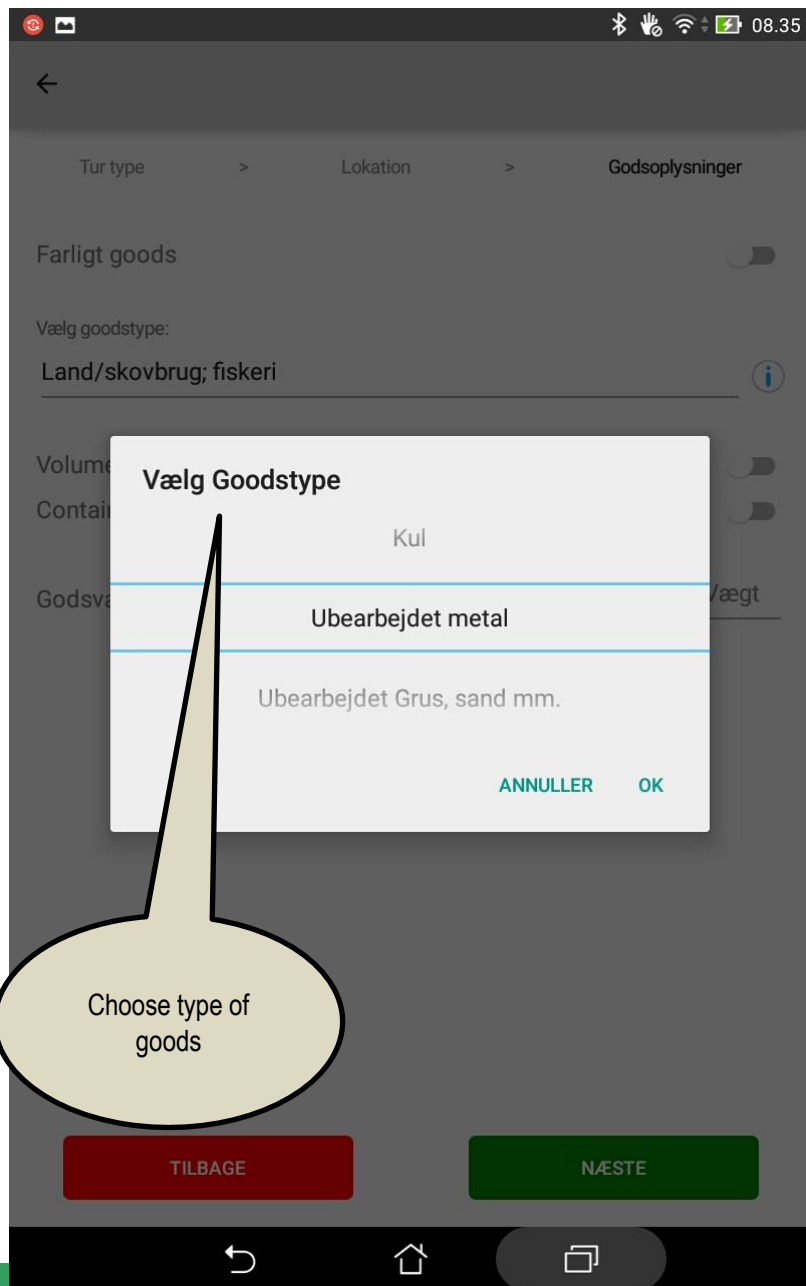 08.35
Tur type > Lokation > Godsoplysninger
Farligt goods
Vælg goodstype:
Land/skovbrug; fiskeri
i
Volume
Contai
Godsva
Vægt
Vælg Goodstype
Kul
Ubearbejdet metal
Ubearbejdet Grus, sand mm.
ANNULLER OK
Choose type of
goods
TILBAGE NÆSTE